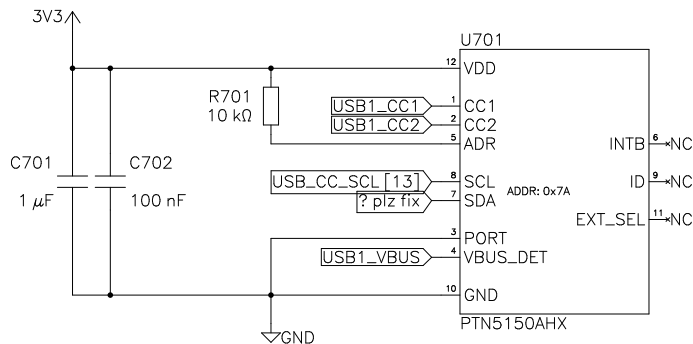 3V3
U701
12 VDD
R701
10 kΩ
USB1_CC1 1 CC1
USB1_CC2 2 CC2
5 ADR
INTB 6 NC
C701
1 μF
C702
100 nF
USB_CC_SCL [13] 8 SCL
ADDR: 0x7A
ID 9 NC
? plz fix 7 SDA
EXT_SEL 11 NC
3 PORT
USB1_VBUS 4 VBUS_DET
10 GND
PTN5150AHX
GND